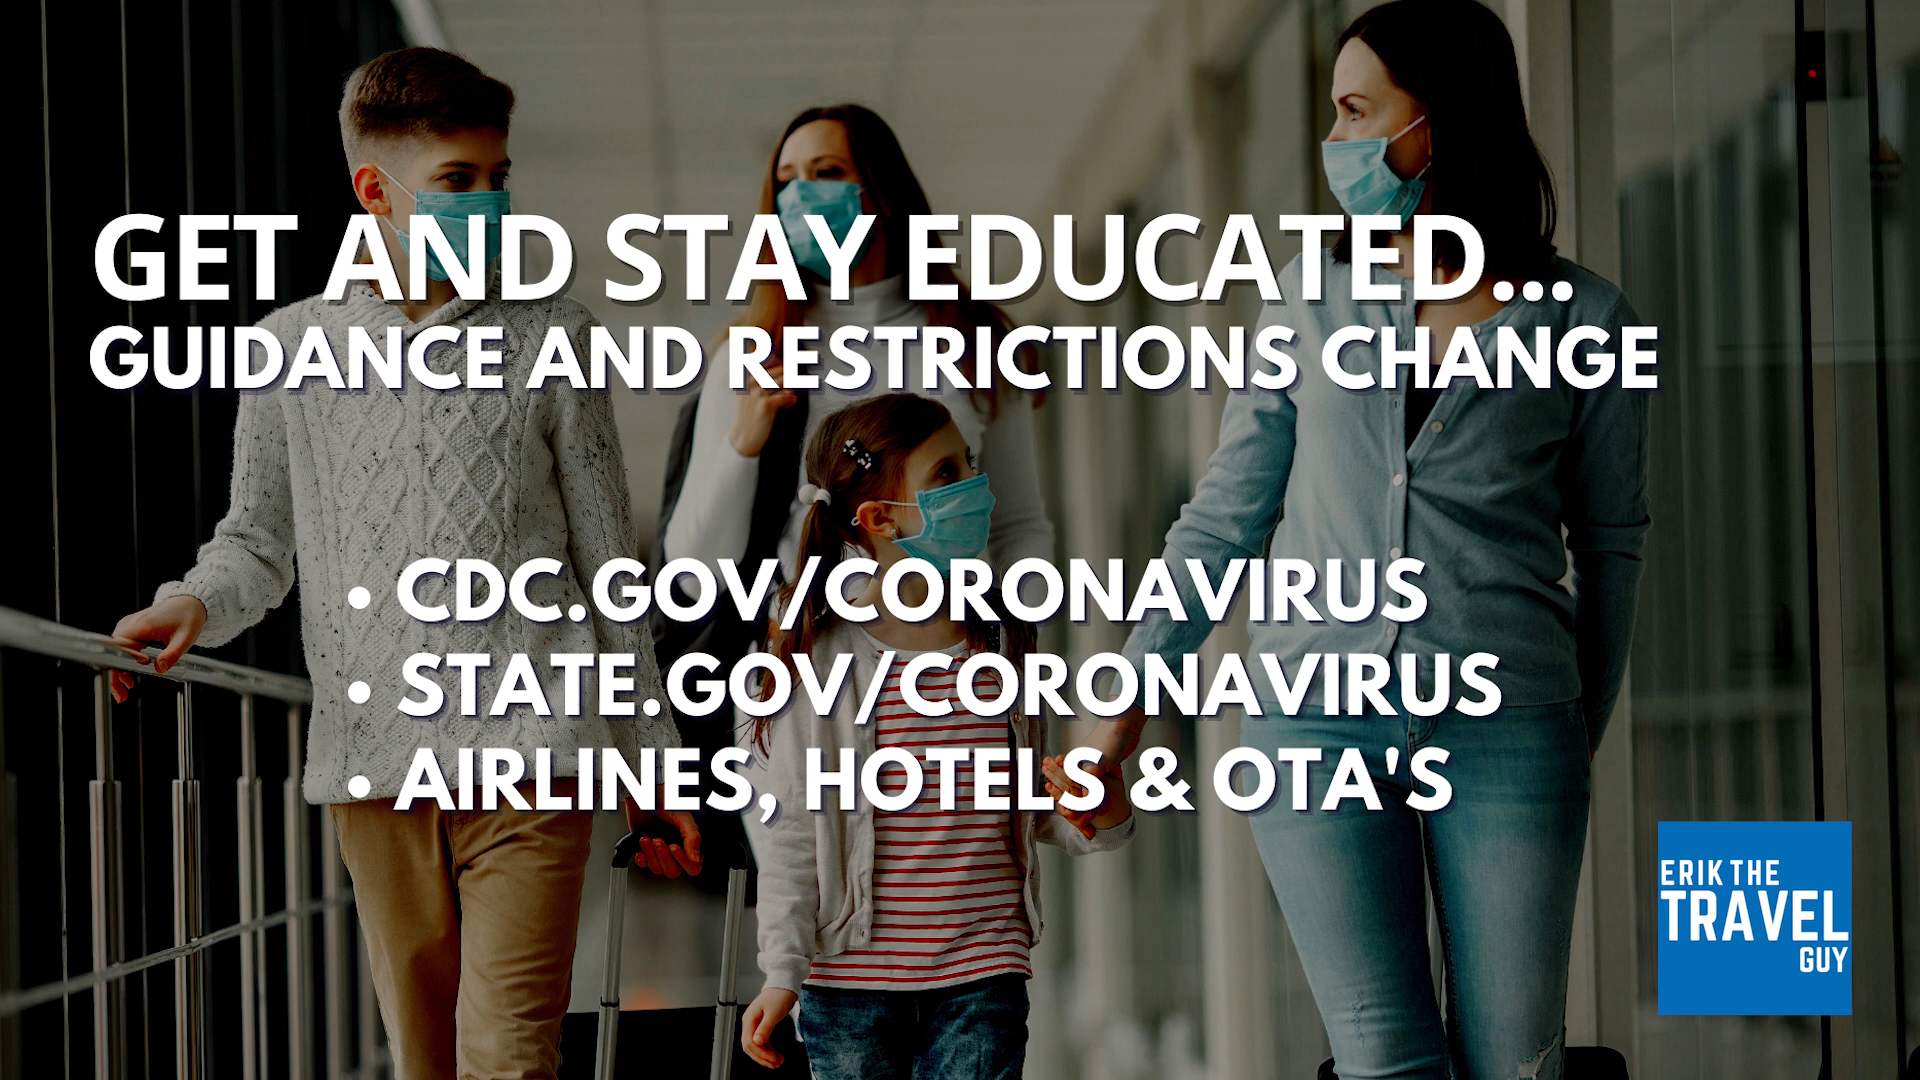 GET AND STAY EDUCATED...
GUIDANCE AND RESTRICTIONS CHANGE
• CDC.GOV/CORONAVIRUS
• STATE.GOV/CORONAVIRUS
• AIRLINES, HOTELS & OTA'S
ERIK THE
TRAVEL
GUY